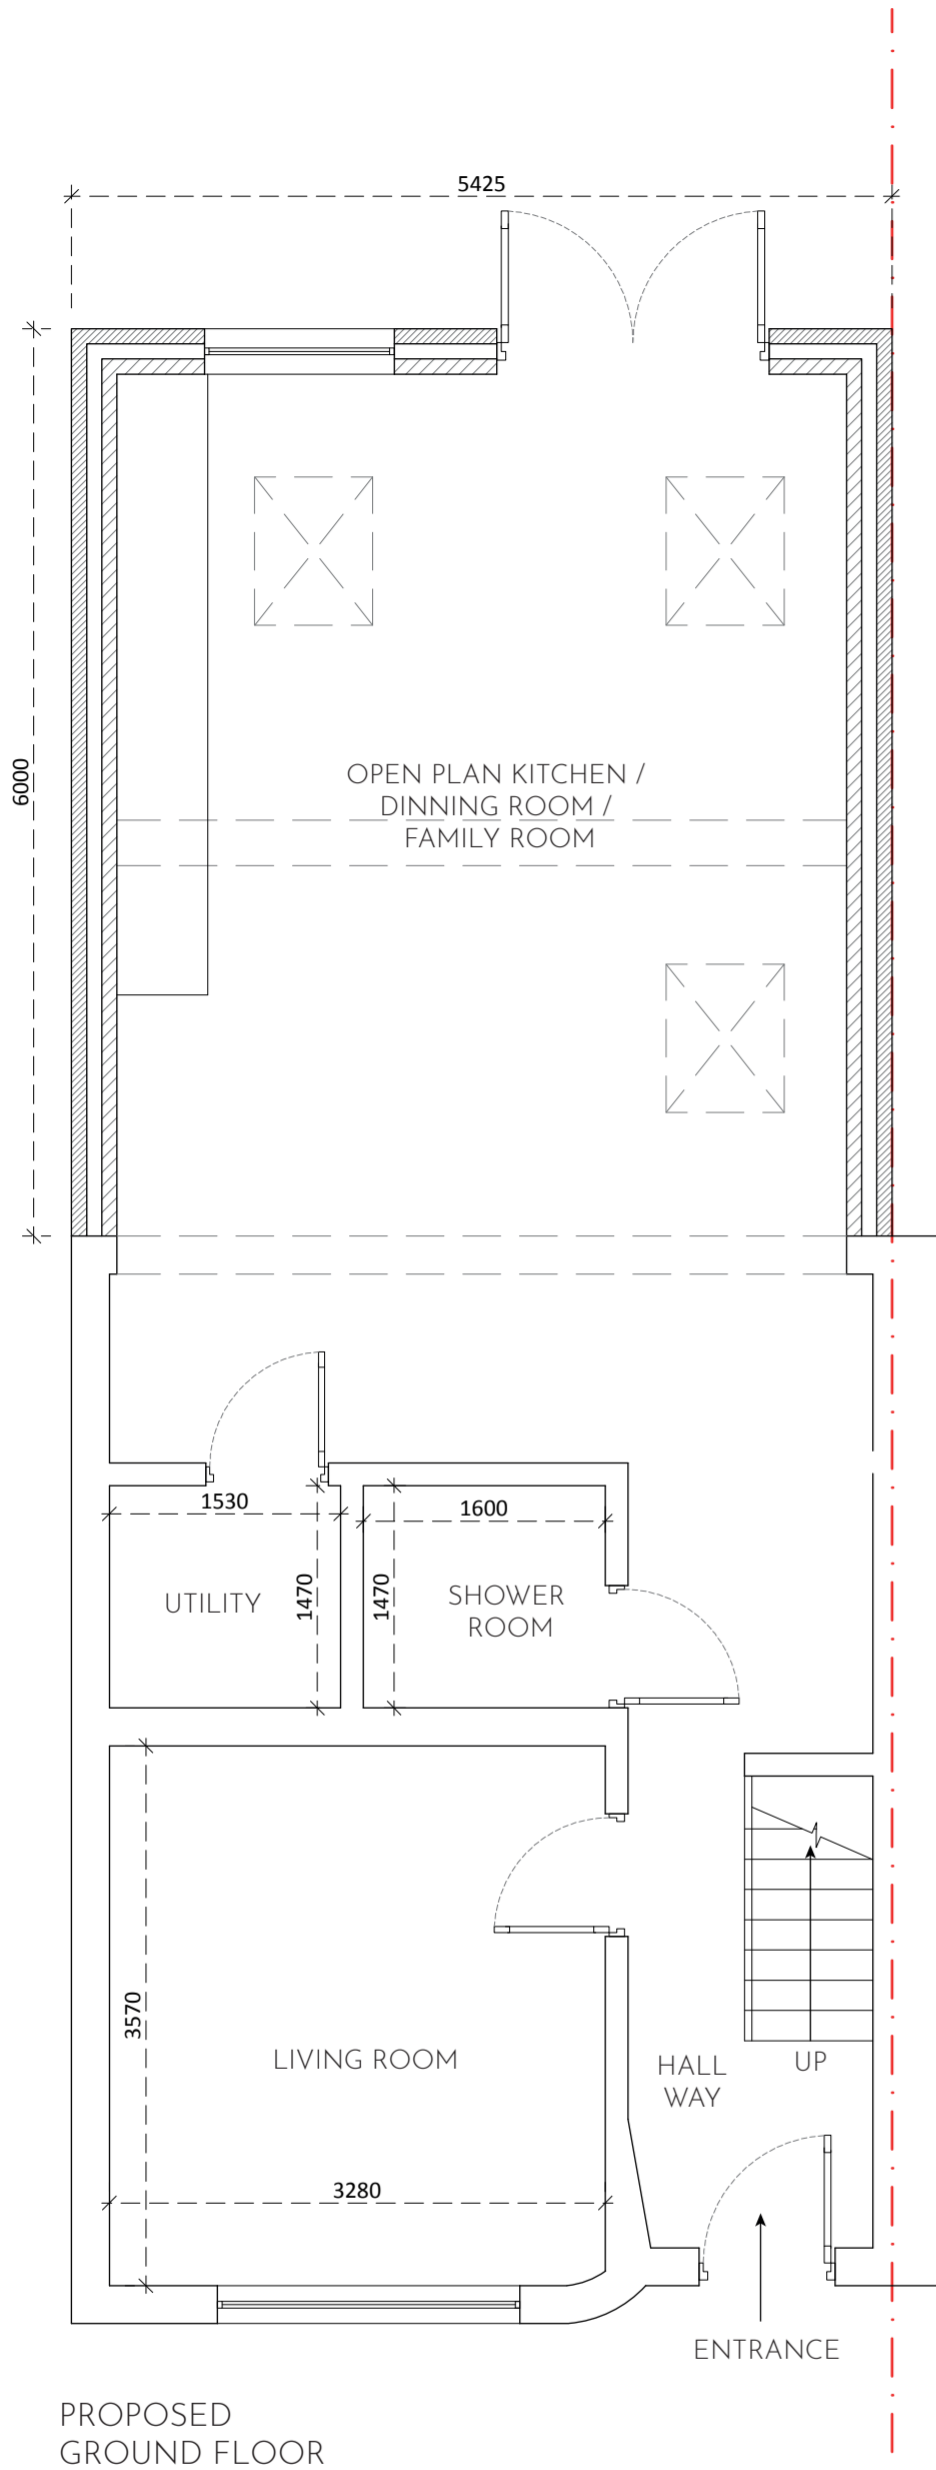 5425
6000
OPEN PLAN KITCHEN /
DINNING ROOM /
FAMILY ROOM
1530
1600
1470
1470
UTILITY
SHOWER
ROOM
3570
LIVING ROOM
HALL
WAY
UP
3280
ENTRANCE
PROPOSED
GROUND FLOOR